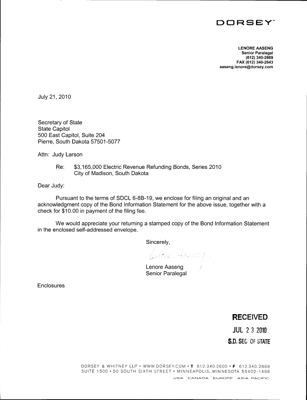 DORSEY
LENORE AASENG
Senior Paralegal
(612) 340-2869
FAX (612) 340-2643
aaseng.lenore@dorsey.com
July 21, 2010
Secretary of State
State Capitol
500 East Capitol, Suite 204
Pierre, South Dakota 57501-5077
Attn: Judy Larson
Re: $3,165,000 Electric Revenue Refunding Bonds, Series 2010
City of Madison, South Dakota
Dear Judy:
Pursuant to the terms of SDCL 6-8B-19, we enclose for filing an original and an
acknowledgment copy of the Bond Information Statement for the above issue, together with a
check for $10.00 in payment of the filing fee.
We would appreciate your returning a stamped copy of the Bond Information Statement
in the enclosed self-addressed envelope.
Sincerely,
Lenore Aaseng
Senior Paralegal
Enclosures
RECEIVED
JUL 23 2010
S.D. SEC OF STATE
DORSEY & WHITNEY LLP • WWW.DORSEY.COM • T 612.340.2600 • F 612.340.2868
SUITE 1500 • 50 SOUTH SIXTH STREET • MINNEAPOLIS, MINNESOTA 55402-1498
USA CANADA EUROPE ASIA PACIFIC